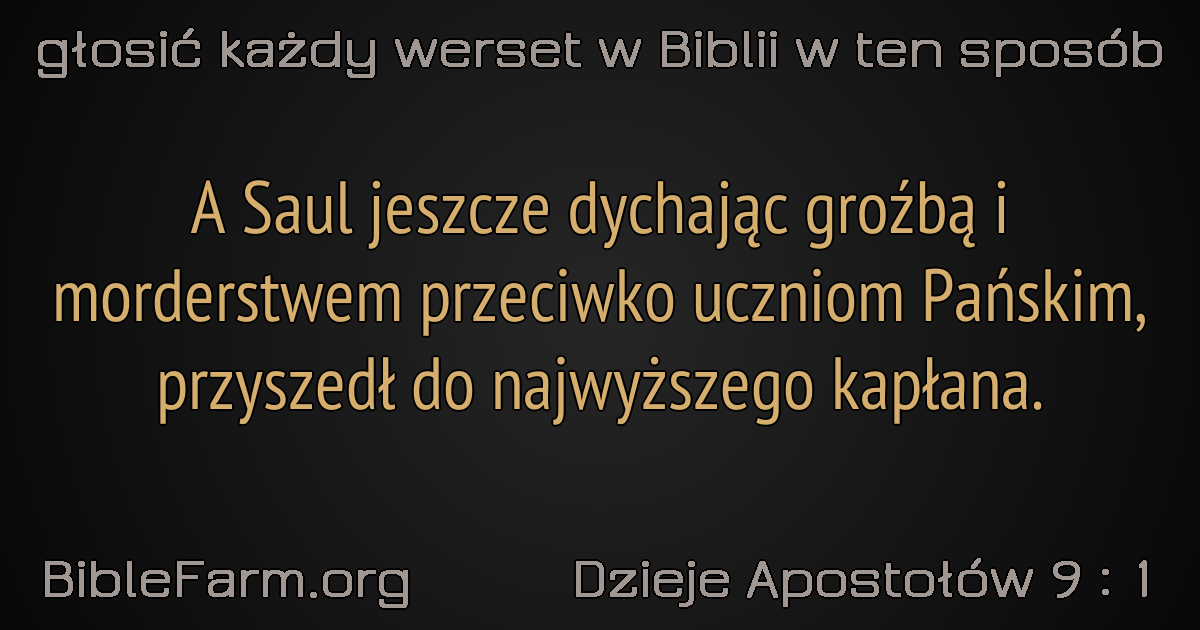 głosić każdy werset w Biblii w ten sposób
A Saul jeszcze dychając groźbą i
morderstwem przeciwko uczniom Pańskim,
przyszedł do najwyższego kapłana.
BibleFarm.org
Dzieje Apostołów 9 : 1